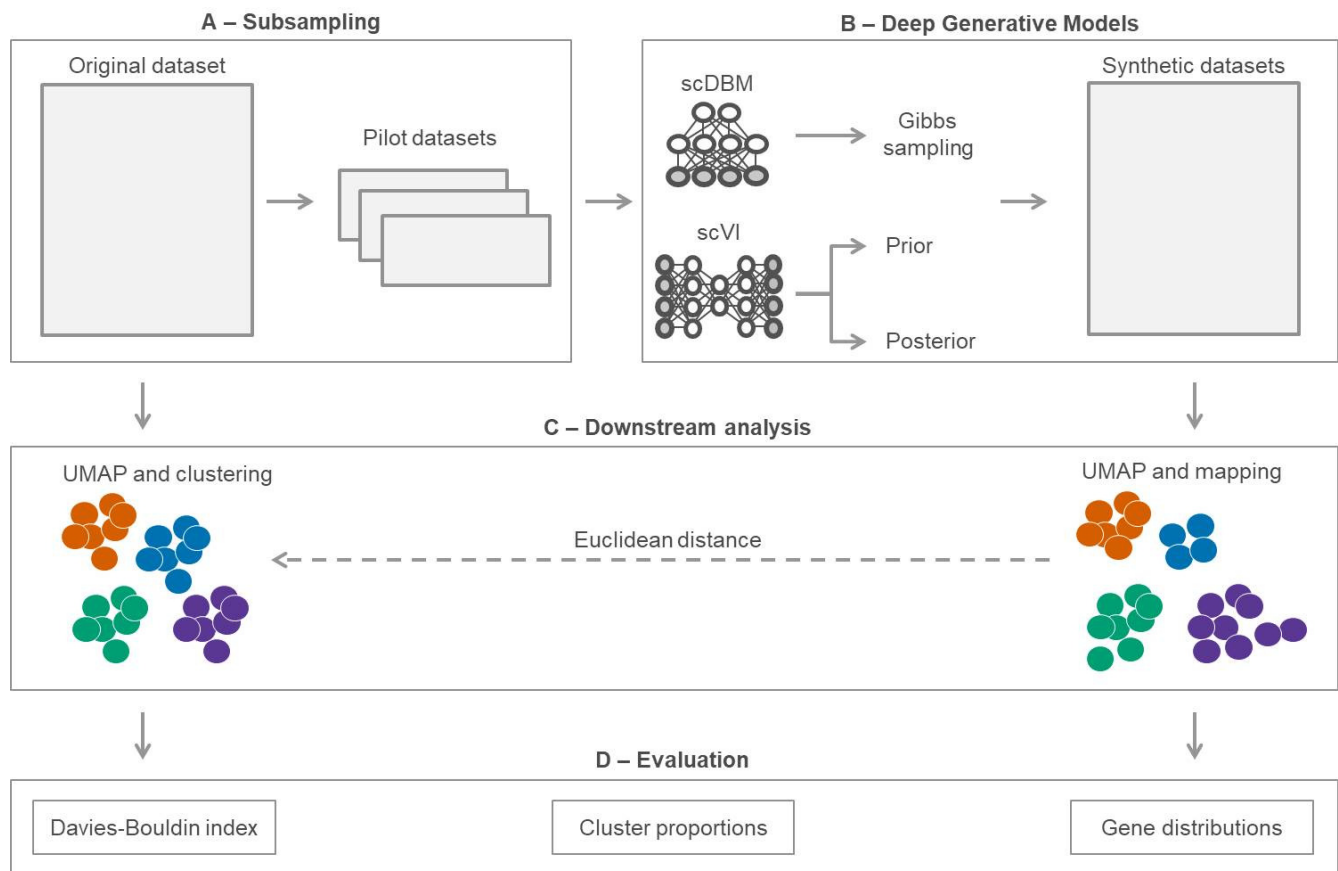 A – Subsampling
Original dataset
Pilot datasets
B – Deep Generative Models
scDBM
Gibbs
sampling
scVI
Prior
Posterior
Synthetic datasets
C – Downstream analysis
UMAP and clustering
Euclidean distance
UMAP and mapping
D – Evaluation
Davies-Bouldin index
Cluster proportions
Gene distributions